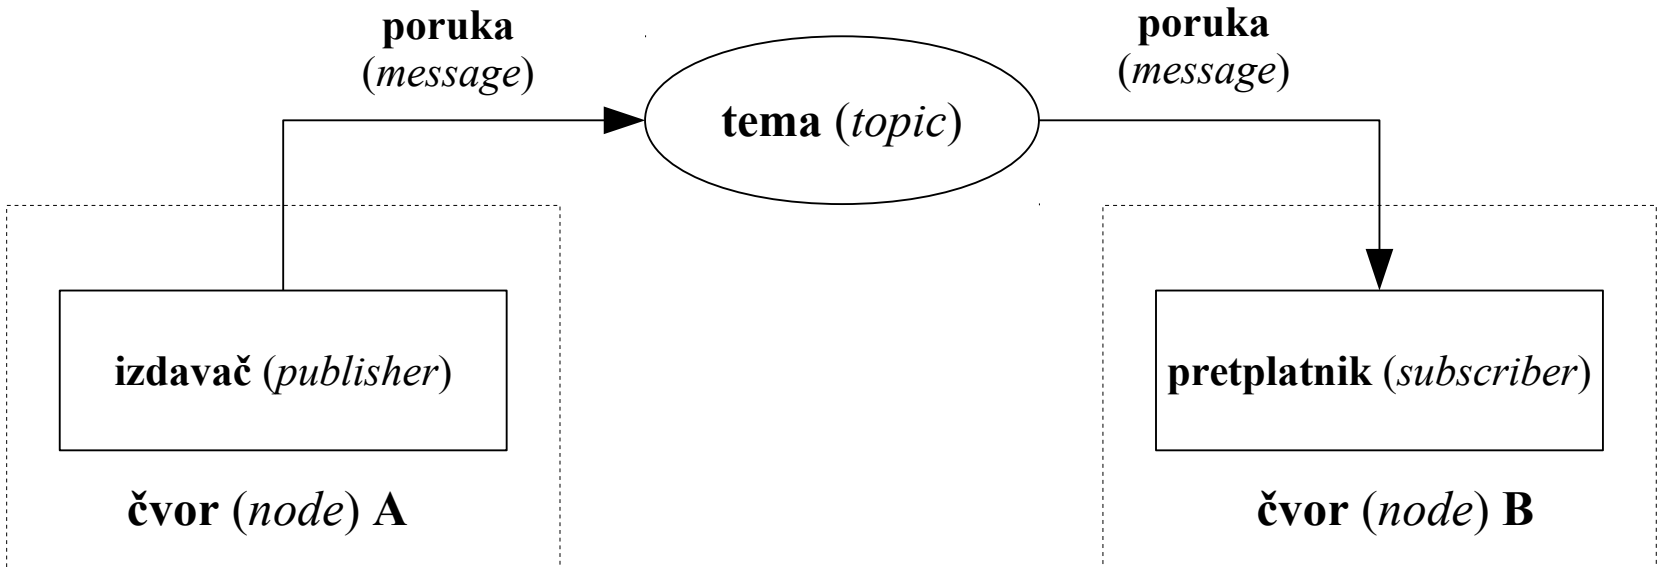 poruka
(message)
tema (topic)
poruka
(message)
izdavač (publisher)
čvor (node) A
pretplatnik (subscriber)
čvor (node) B